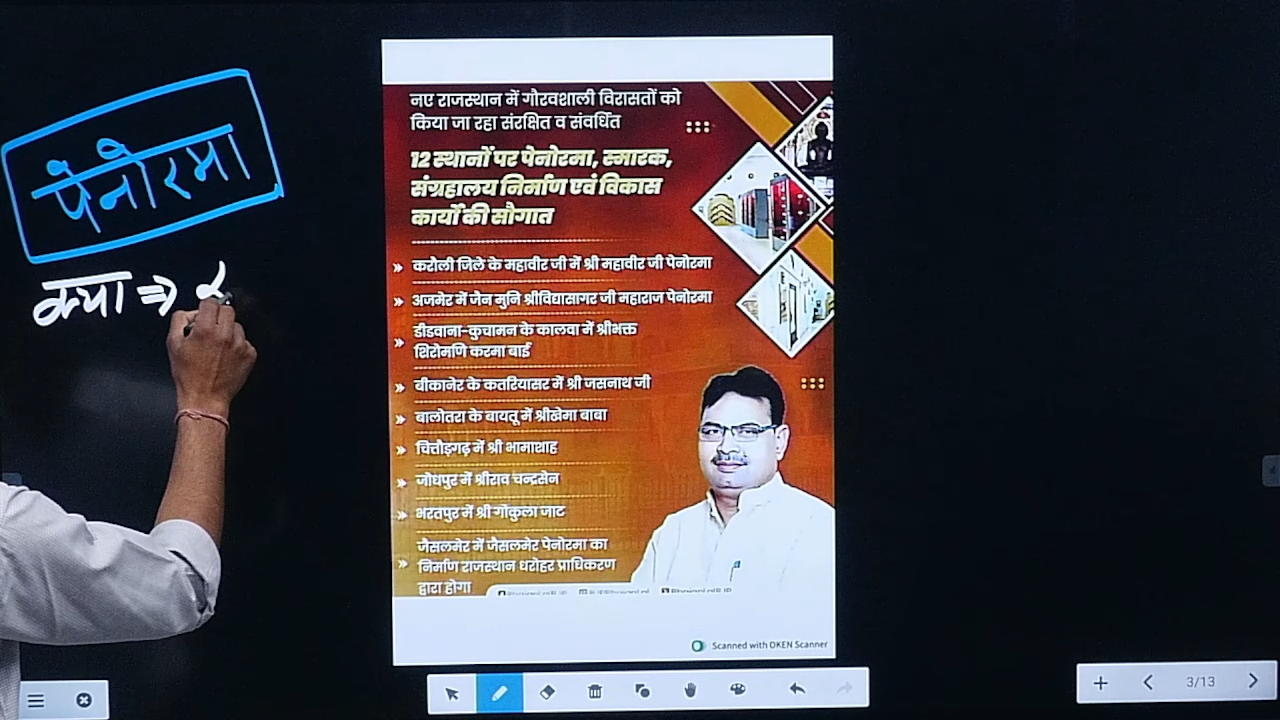 पेनोरमा
क्या ⇒
नए राजस्थान में गौरवशाली विरासतों को
किया जा रहा संरक्षित व संवर्धित
12 स्थानों पर पेनोरमा, स्मारक,
संग्रहालय निर्माण एवं विकास
कार्यों की सौगात
» करौली जिले के महावीर जी में श्री महावीर जी पेनोरमा
» अजमेर में जैन मुनि श्रीविद्यासागर जी महाराज पेनोरमा
» डीडवाना-कुचामन के कालवा में श्रीभक्त
शिरोमणि करमा बाई
» बीकानेर के कतरियासर में श्री जसनाथ जी
» बालोतरा के बायतू में श्रीखेमा बाबा
» चित्तौड़गढ़ में श्री भामाशाह
» जोधपुर में श्रीराव चन्द्रसेन
» भरतपुर में श्री गोकुला जाट
» जैसलमेर में जैसलमेर पेनोरमा का
निर्माण राजस्थान धरोहर प्राधिकरण
द्वारा होगा
Scanned with OKEN Scanner
3/13